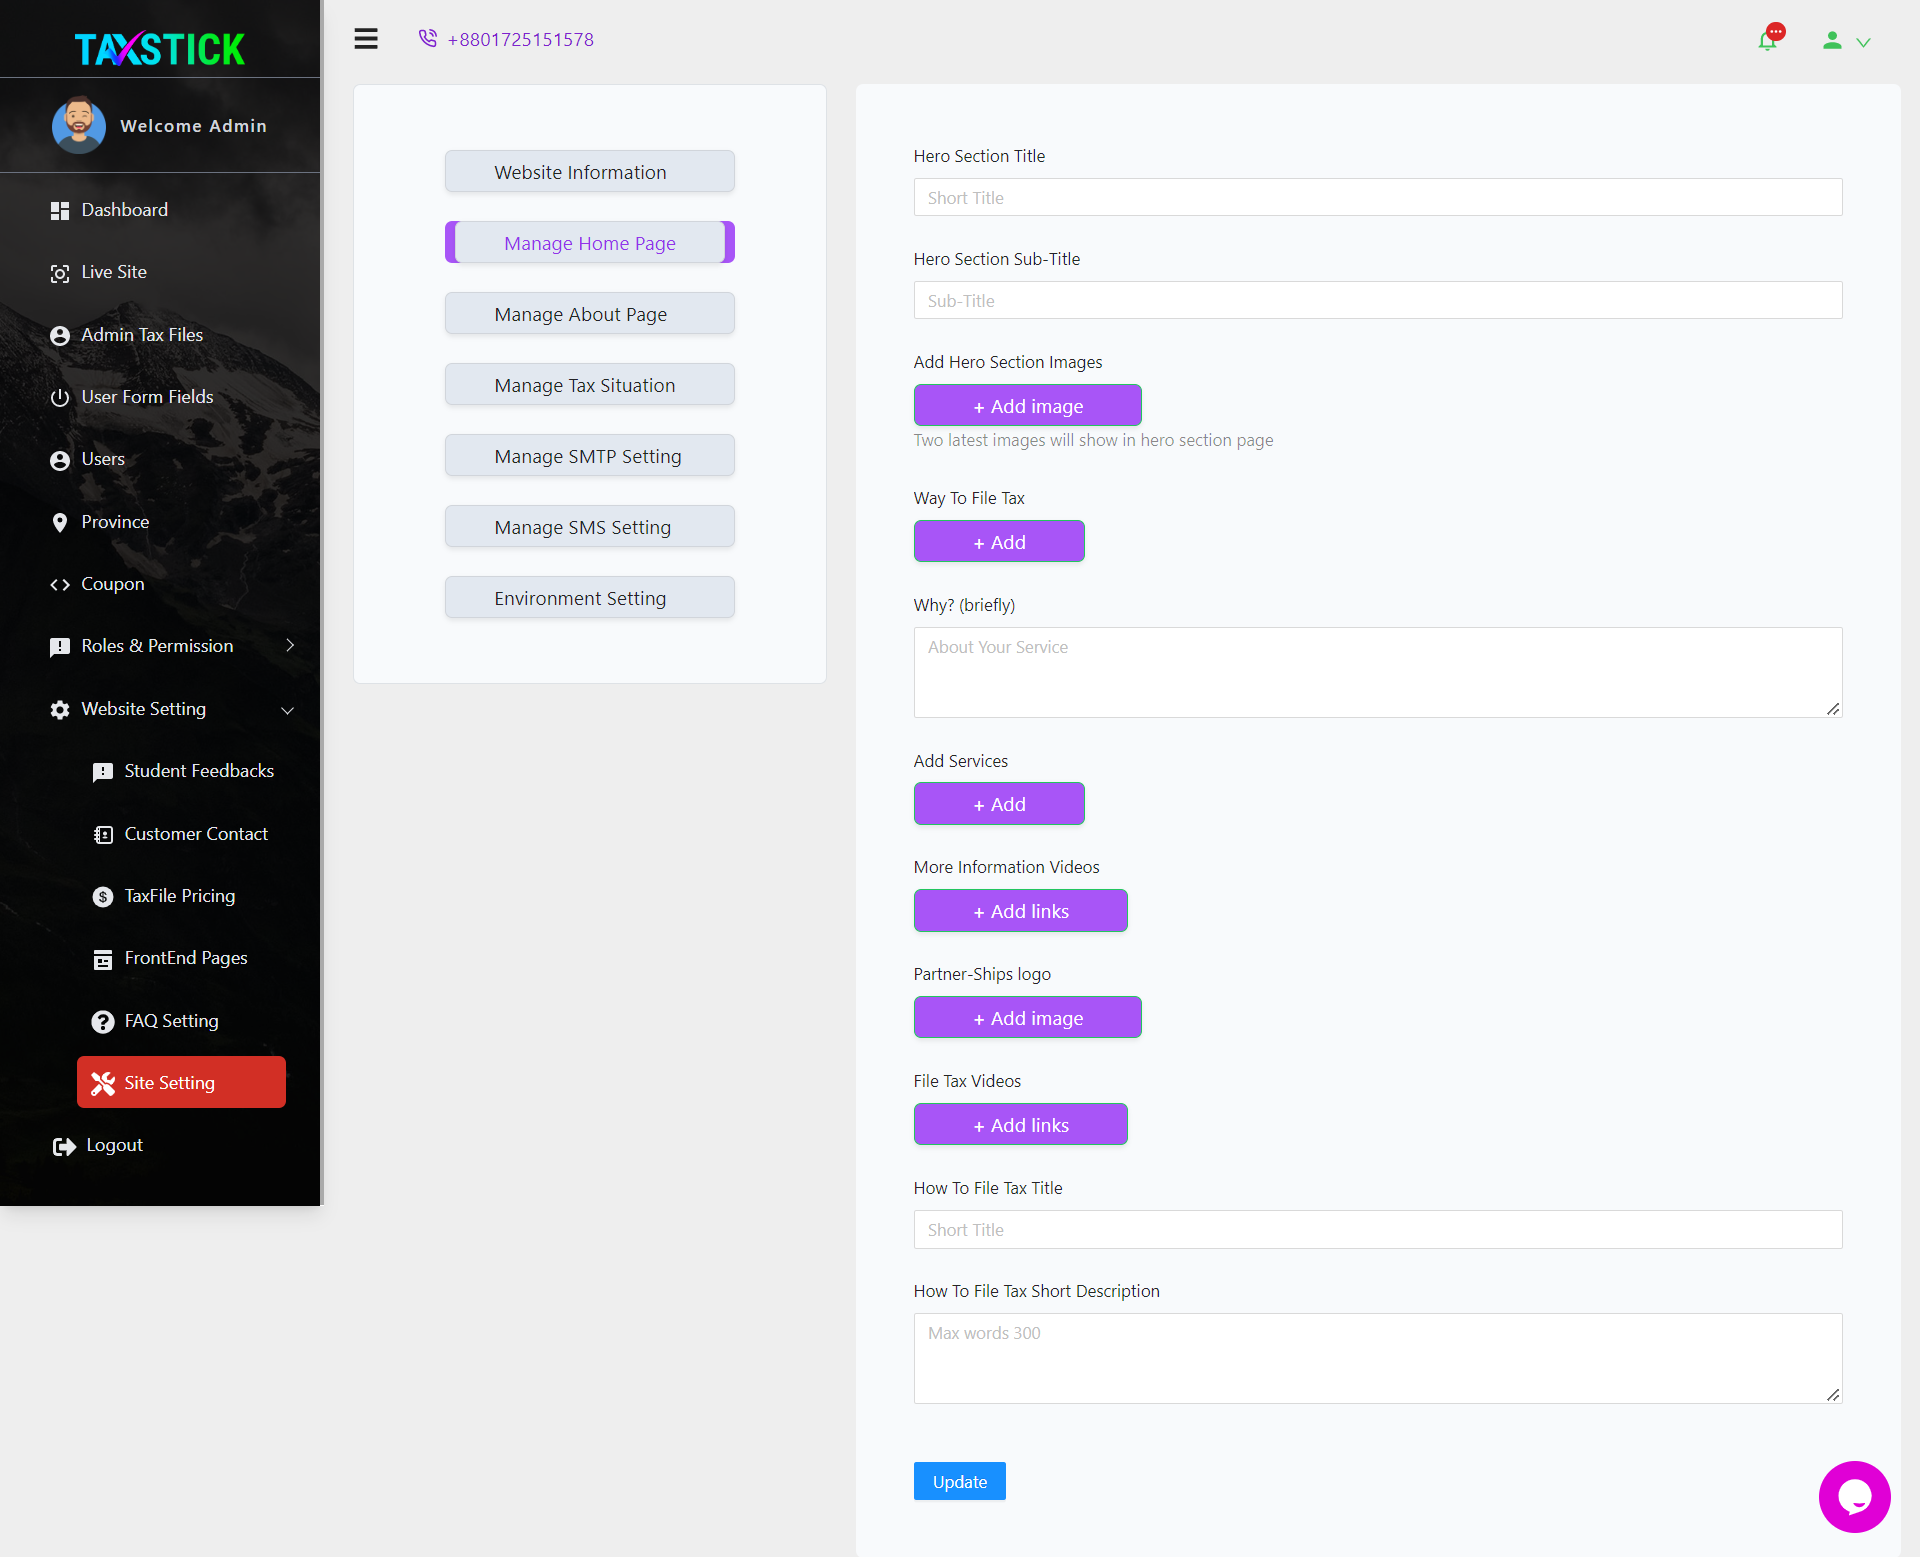 TAXSTICK
Welcome Admin
Dashboard
Live Site
Admin Tax Files
User Form Fields
Users
Province
Coupon
Roles & Permission
Website Setting
Student Feedbacks
Customer Contact
TaxFile Pricing
FrontEnd Pages
FAQ Setting
Site Setting
Logout
+8801725151578
Website Information
Manage Home Page
Manage About Page
Manage Tax Situation
Manage SMTP Setting
Manage SMS Setting
Environment Setting
Hero Section Title
Short Title
Hero Section Sub-Title
Sub-Title
Add Hero Section Images
+ Add image
Two latest images will show in hero section page
Way To File Tax
+ Add
Why? (briefly)
About Your Service
Add Services
+ Add
More Information Videos
+ Add links
Partner-Ships logo
+ Add image
File Tax Videos
+ Add links
How To File Tax Title
Short Title
How To File Tax Short Description
Max words 300
Update